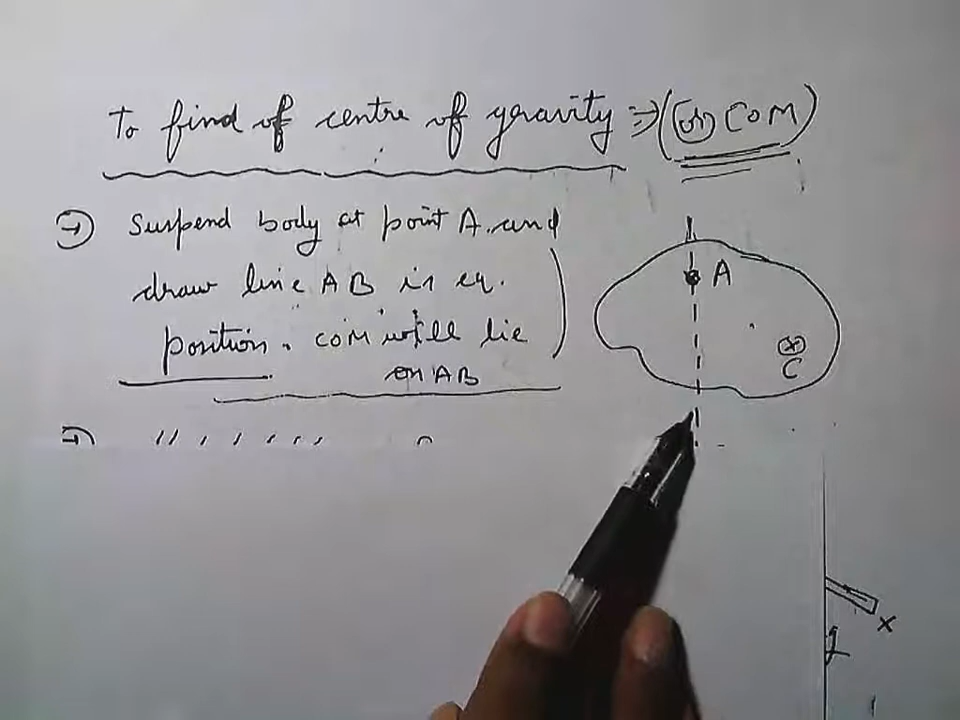 To find of centre of gravity ⇒ (or) COM)
→ Suspend body at point A. and
draw line AB in eq.
position. COM will lie
on AB
A
C
x